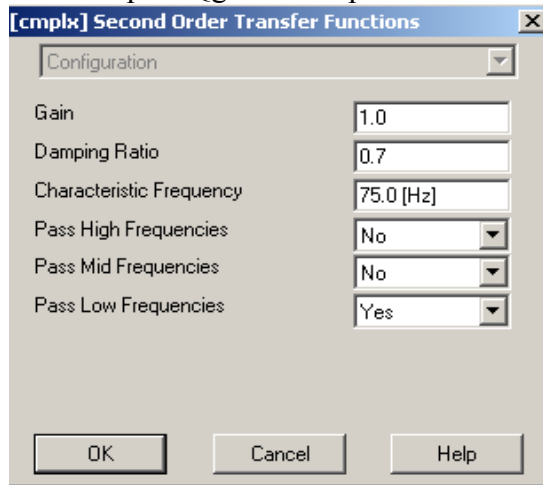 [cmplx] Second Order Transfer Functions
Configuration
Gain 1.0
Damping Ratio 0.7
Characteristic Frequency 75.0 [Hz]
Pass High Frequencies No
Pass Mid Frequencies No
Pass Low Frequencies Yes
OK Cancel Help